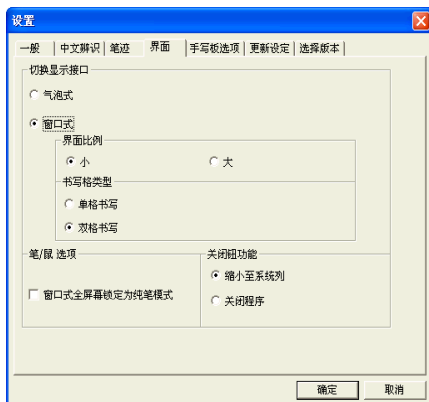 设置
一般 中文辨识 笔迹 界面 手写板选项 更新设定 选择版本
切换显示接口
气泡式
窗口式
界面比例
小 大
书写格类型
单格书写
双格书写
笔/鼠 选项 关闭钮功能
缩小至系统列
窗口式全屏幕锁定为纯笔模式
关闭程序
确定 取消